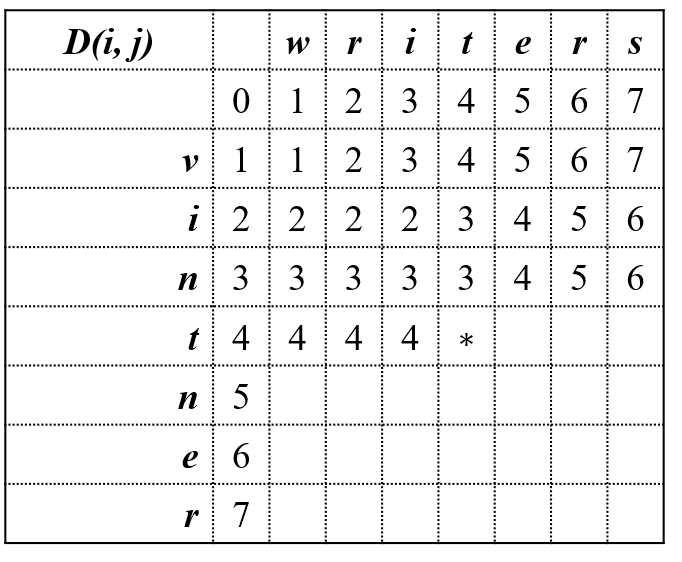 D(i, j) w r i t e r s
0 1 2 3 4 5 6 7
v 1 1 2 3 4 5 6 7
i 2 2 2 2 3 4 5 6
n 3 3 3 3 3 4 5 6
t 4 4 4 4 *
n 5
e 6
r 7